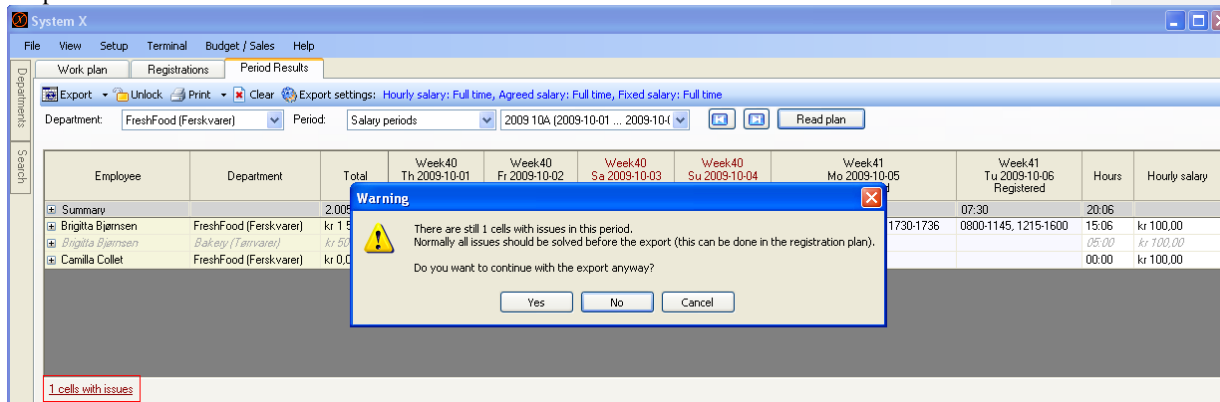 System X
File View Setup Terminal Budget / Sales Help
Departments
Search
Work plan Registrations Period Results
Export Unlock Print Clear Export settings: Hourly salary: Full time, Agreed salary: Full time, Fixed salary: Full time
Department: FreshFood (Ferskvarer) Period: Salary periods 2009 10A (2009-10-01 ... 2009-10-( Read plan
Employee Department Total Week40 Week40 Week40 Week40 Week41 Week41 Hours Hourly salary
Th 2009-10-01 Fr 2009-10-02 Sa 2009-10-03 Su 2009-10-04 Mo 2009-10-05 Tu 2009-10-06
Registered
Summary 2.005 07:30 20:06
Brigitta Bjørnsen FreshFood (Ferskvarer) kr 1 5 1730-1736 0800-1145, 1215-1600 15:06 kr 100,00
Brigitta Bjørnsen Bakery (Tørrvarer) kr 50 05:00 kr 100,00
Camilla Collet FreshFood (Ferskvarer) kr 0,0 00:00 kr 100,00
Warning
There are still 1 cells with issues in this period.
Normally all issues should be solved before the export (this can be done in the registration plan).
Do you want to continue with the export anyway?
Yes No Cancel
1 cells with issues